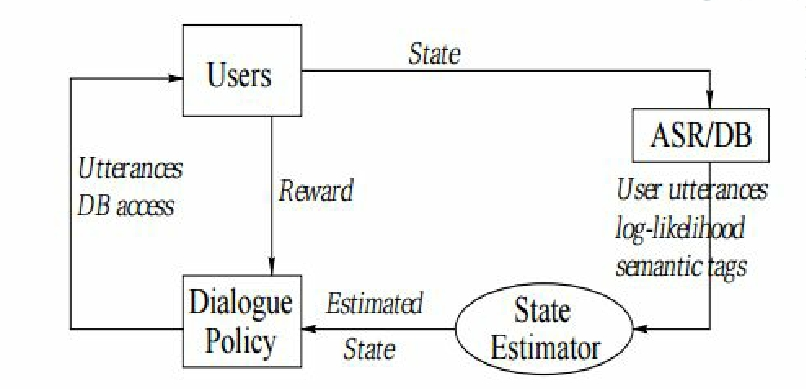 State
Users
ASR/DB
Utterances
DB access
Reward
User utterances
log-likelihood
semantic tags
Dialogue
Policy
Estimated
State
State
Estimator